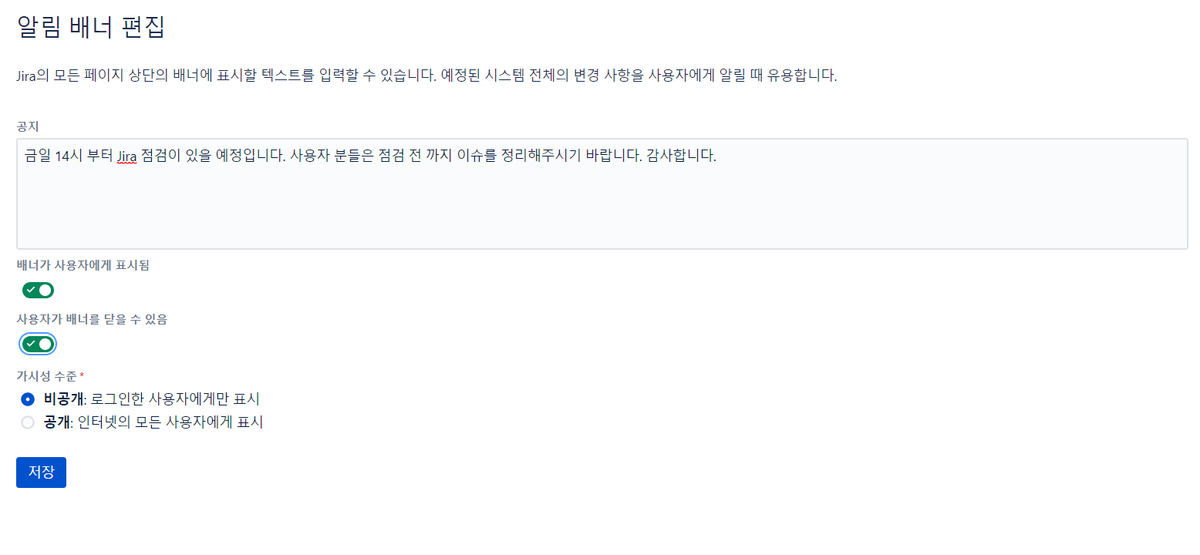 알림 배너 편집
Jira의 모든 페이지 상단의 배너에 표시할 텍스트를 입력할 수 있습니다. 예정된 시스템 전체의 변경 사항을 사용자에게 알릴 때 유용합니다.
공지
금일 14시 부터 Jira 점검이 있을 예정입니다. 사용자 분들은 점검 전 까지 이슈를 정리해주시기 바랍니다. 감사합니다.
배너가 사용자에게 표시됨
사용자가 배너를 닫을 수 있음
가시성 수준 *
비공개: 로그인한 사용자에게만 표시
공개: 인터넷의 모든 사용자에게 표시
저장